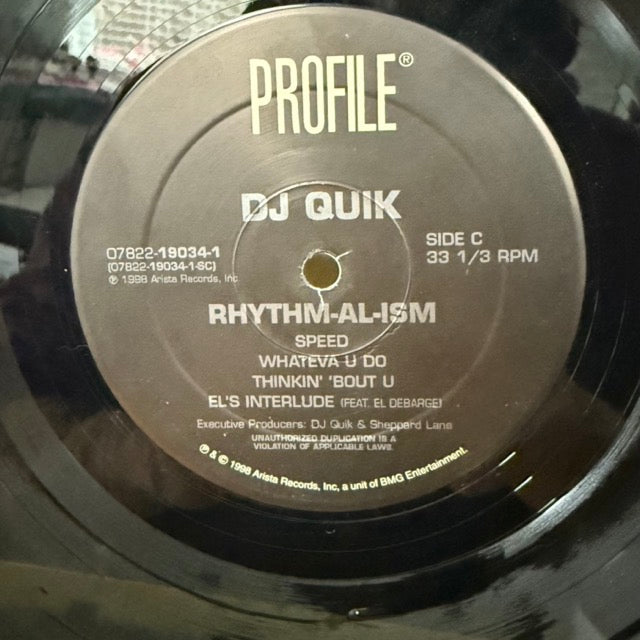 PROFILE®
DJ QUIK
07822-19034-1
(07822-19034-1-SC)
℗ 1998 Arista Records, Inc
SIDE C
33 1/3 RPM
RHYTHM-AL-ISM
SPEED
WHATEVA U DO
THINKIN' 'BOUT U
EL'S INTERLUDE (FEAT. EL DEBARGE)
Executive Producers: DJ Quik & Sheppard Lane
UNAUTHORIZED DUPLICATION IS A
VIOLATION OF APPLICABLE LAWS.
℗ & © 1998 Arista Records, Inc., a unit of BMG Entertainment.